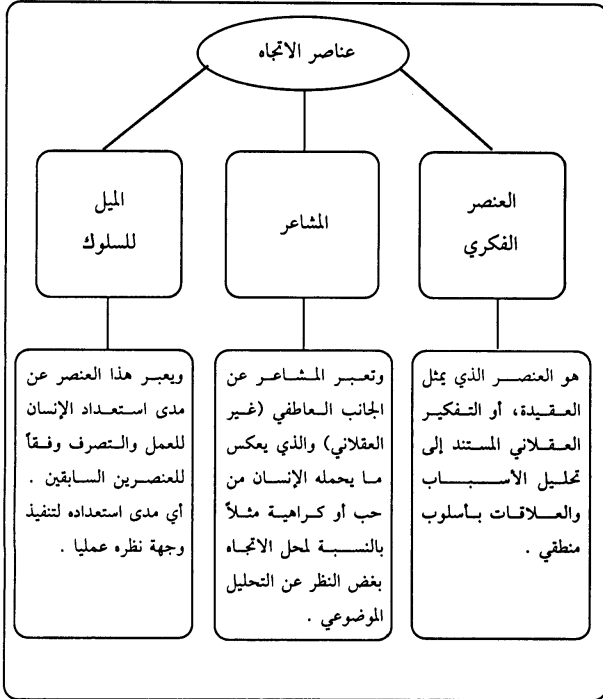 عناصر الاتجاه
العنصر
الفكري
المشاعر
الميل
للسلوك
هو العنصر الذي يمثل
العقيدة، أو التفكير
العقلاني المستند إلى
تحليل الأسباب
والعلاقات بأسلوب
منطقي .
وتعبر المشاعر عن
الجانب العاطفي (غير
العقلاني) والذي يعكس
ما يحمله الإنسان من
حب أو كراهية مثلاً
بالنسبة لمحل الاتجاه
بغض النظر عن التحليل
الموضوعي .
ويعبر هذا العنصر عن
مدى استعداد الإنسان
للعمل والتصرف وفقاً
للعنصرين السابقين .
أي مدى استعداده لتنفيذ
وجهة نظره عمليا .